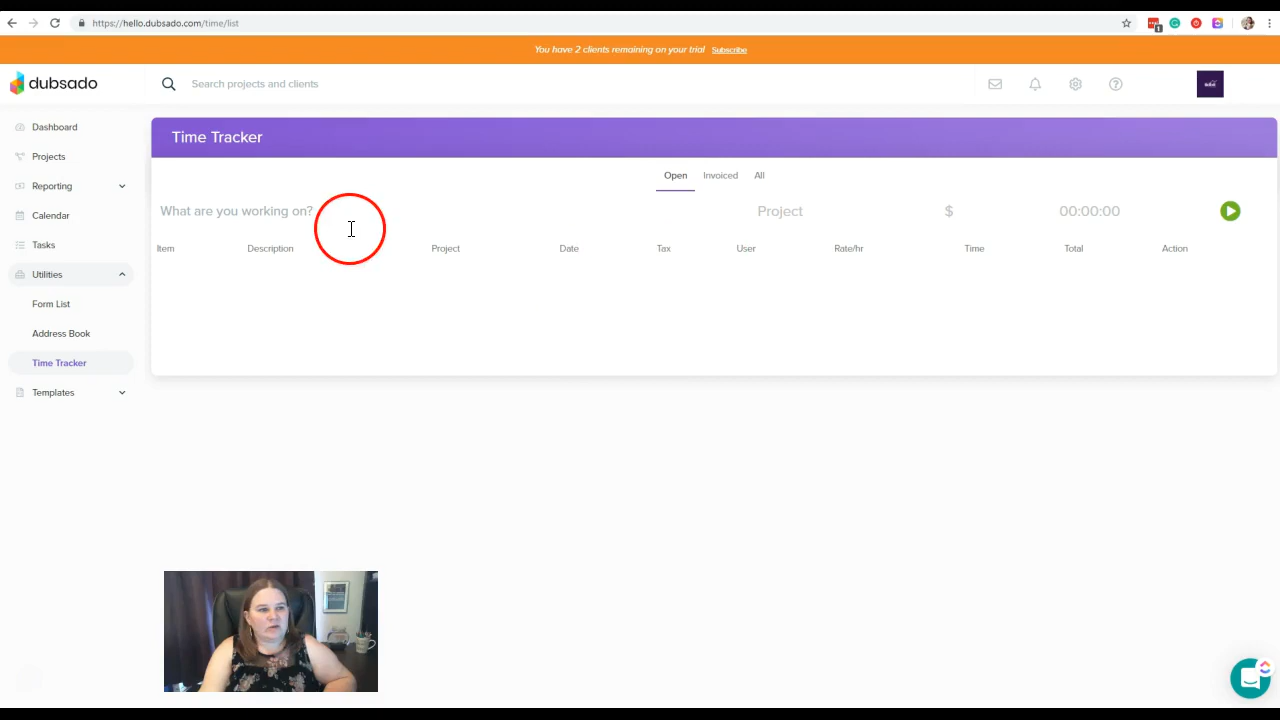 https://hello.dubsado.com/time/list
1
You have 2 clients remaining on your trial Subscribe
dubsado
Search projects and clients
Dashboard
Projects
Reporting
Calendar
Tasks
Utilities
Form List
Address Book
Time Tracker
Templates
Time Tracker
Open Invoiced All
What are you working on? Project $ 00:00:00
Item Description Project Date Tax User Rate/hr Time Total Action